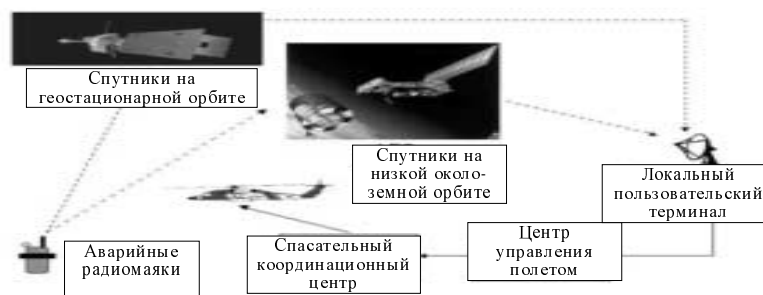 Спутники на
геостационарной орбите
Спутники на
низкой около-
земной орбите
Локальный
пользовательский
терминал
Центр
управления
полетом
Спасательный
координационный
центр
Аварийные
радиомаяки